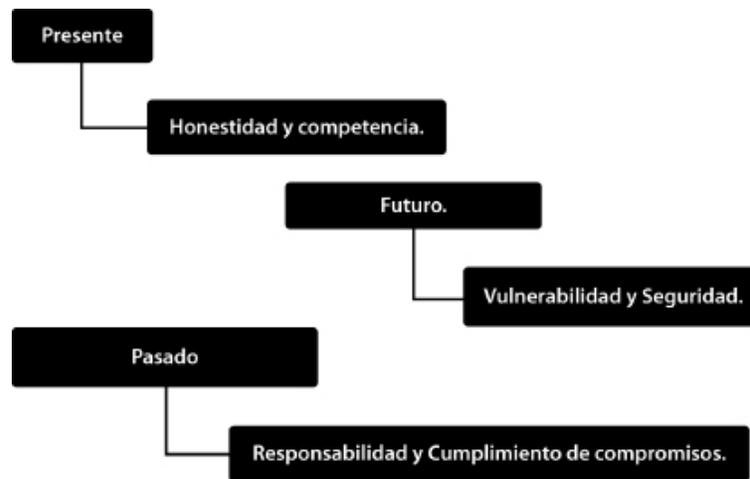 Presente
Honestidad y competencia.
Futuro.
Vulnerabilidad y Seguridad.
Pasado
Responsabilidad y Cumplimiento de compromisos.